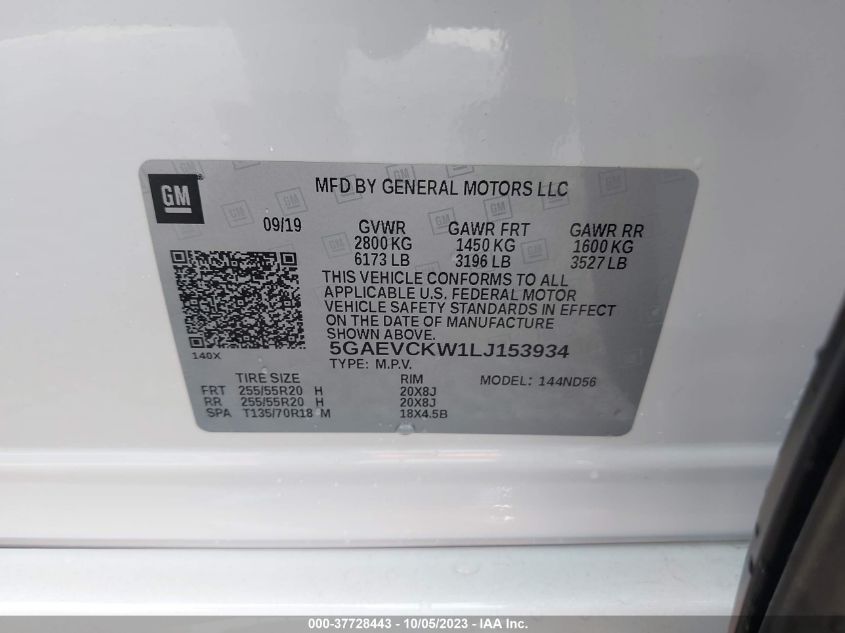 GM
MFD BY GENERAL MOTORS LLC
09/19 GVWR GAWR FRT GAWR RR
2800 KG 1450 KG 1600 KG
6173 LB 3196 LB 3527 LB
THIS VEHICLE CONFORMS TO ALL
APPLICABLE U.S. FEDERAL MOTOR
VEHICLE SAFETY STANDARDS IN EFFECT
ON THE DATE OF MANUFACTURE
SHOWN ABOVE.
140X
5GAEVCKW1LJ153934
TYPE: M.P.V.
TIRE SIZE RIM MODEL: 144ND56
FRT 255/55R20 H 20X8J
RR 255/55R20 H 20X8J
SPA T135/70R18 M 18X4.5B
000-37728443 - 10/05/2023 - IAA Inc.